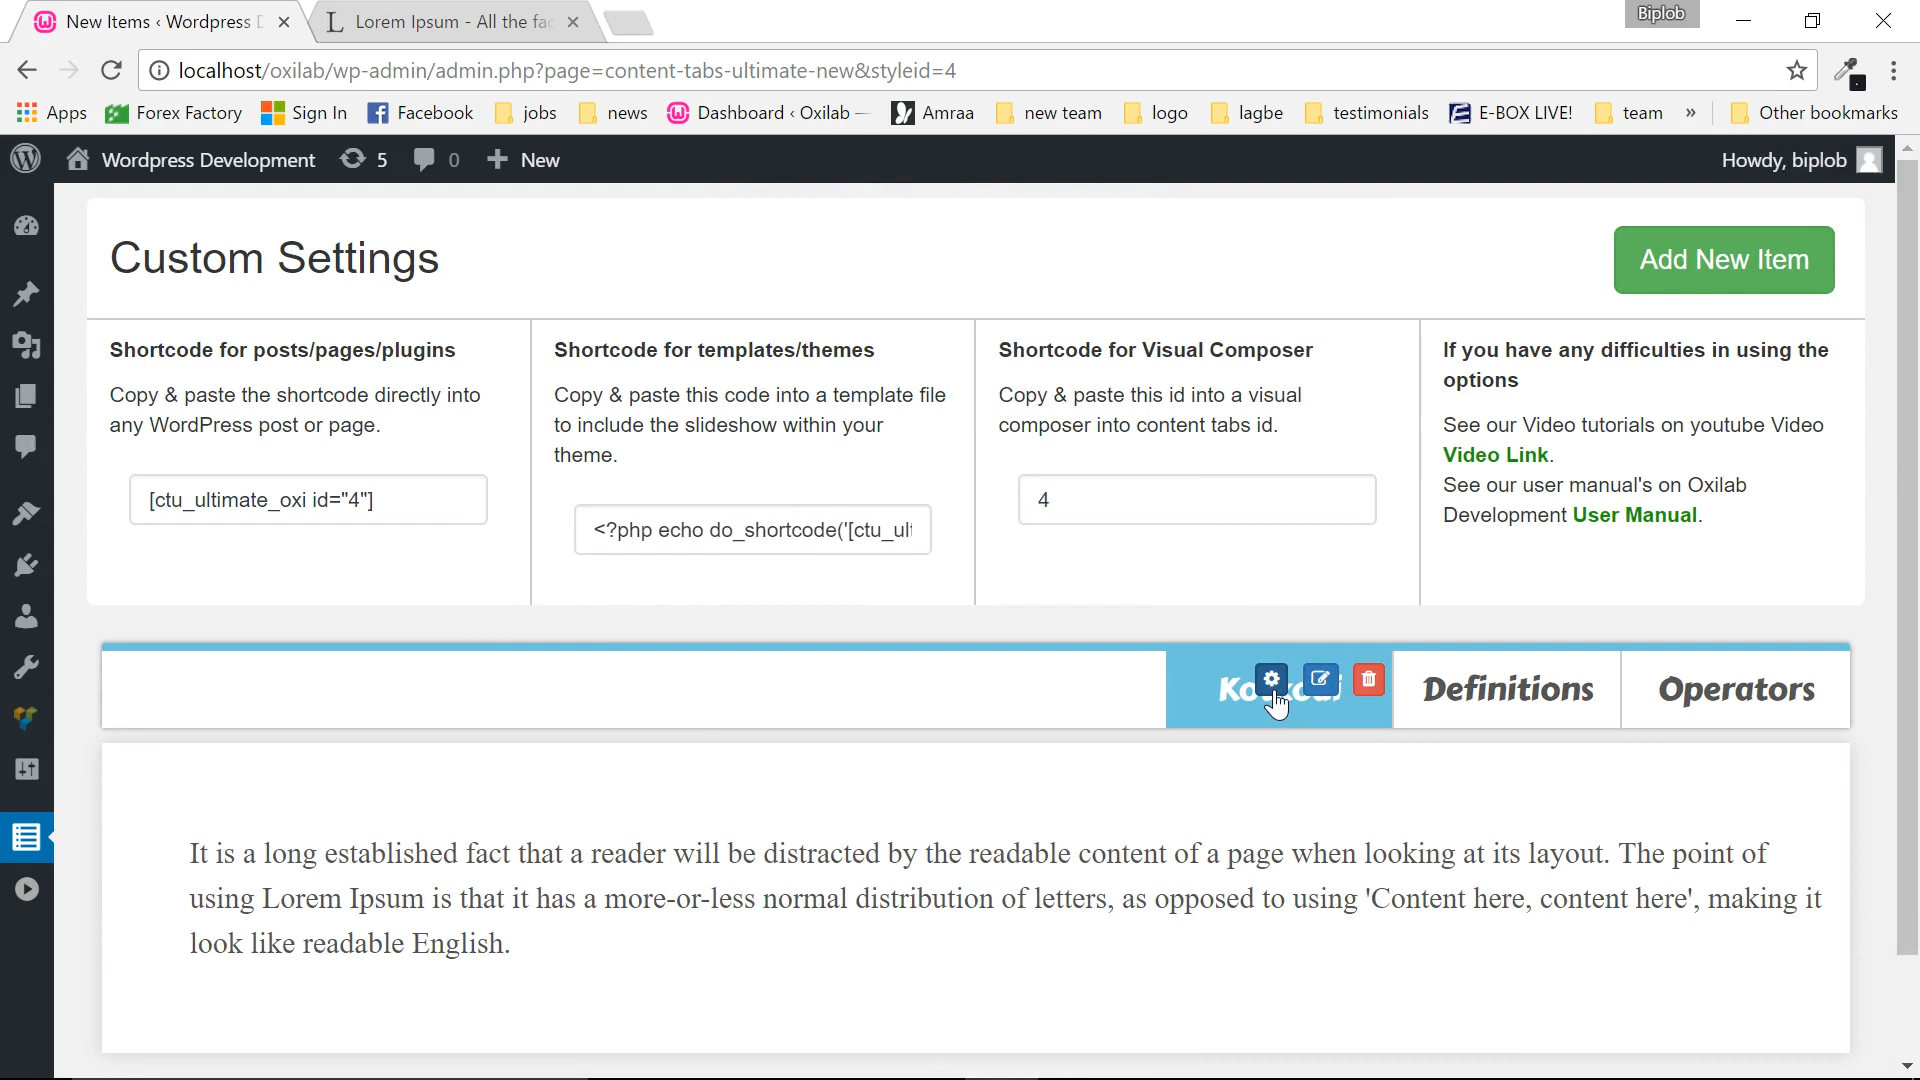 New Items ‹ Wordpress
Lorem Ipsum - All the fac
Biplob
localhost/oxilab/wp-admin/admin.php?page=content-tabs-ultimate-new&styleid=4
Apps
Forex Factory
Sign In
Facebook
jobs
news
Dashboard ‹ Oxilab —
Amraa
new team
logo
lagbe
testimonials
E-BOX LIVE!
team
»
Other bookmarks
Wordpress Development
5
0
New
Howdy, biplob
Custom Settings
Add New Item
Shortcode for posts/pages/plugins
Copy & paste the shortcode directly into
any WordPress post or page.
[ctu_ultimate_oxi id="4"]
Shortcode for templates/themes
Copy & paste this code into a template file
to include the slideshow within your
theme.
<?php echo do_shortcode('[ctu_ult
Shortcode for Visual Composer
Copy & paste this id into a visual
composer into content tabs id.
4
If you have any difficulties in using the
options
See our Video tutorials on youtube Video
Video Link.
See our user manual's on Oxilab
Development User Manual.
Definitions
Operators
It is a long established fact that a reader will be distracted by the readable content of a page when looking at its layout. The point of
using Lorem Ipsum is that it has a more-or-less normal distribution of letters, as opposed to using 'Content here, content here', making it
look like readable English.